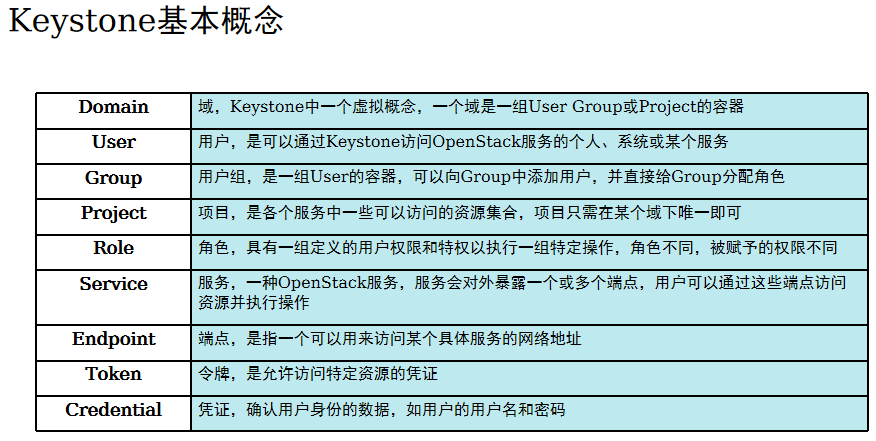 Keystone基本概念
Domain
域，Keystone中一个虚拟概念，一个域是一组User Group或Project的容器
User
用户，是可以通过Keystone访问OpenStack服务的个人、系统或某个服务
Group
用户组，是一组User的容器，可以向Group中添加用户，并直接给Group分配角色
Project
项目，是各个服务中一些可以访问的资源集合，项目只需在某个域下唯一即可
Role
角色，具有一组定义的用户权限和特权以执行一组特定操作，角色不同，被赋予的权限不同
Service
服务，一种OpenStack服务，服务会对外暴露一个或多个端点，用户可以通过这些端点访问
资源并执行操作
Endpoint
端点，是指一个可以用来访问某个具体服务的网络地址
Token
令牌，是允许访问特定资源的凭证
Credential
凭证，确认用户身份的数据，如用户的用户名和密码